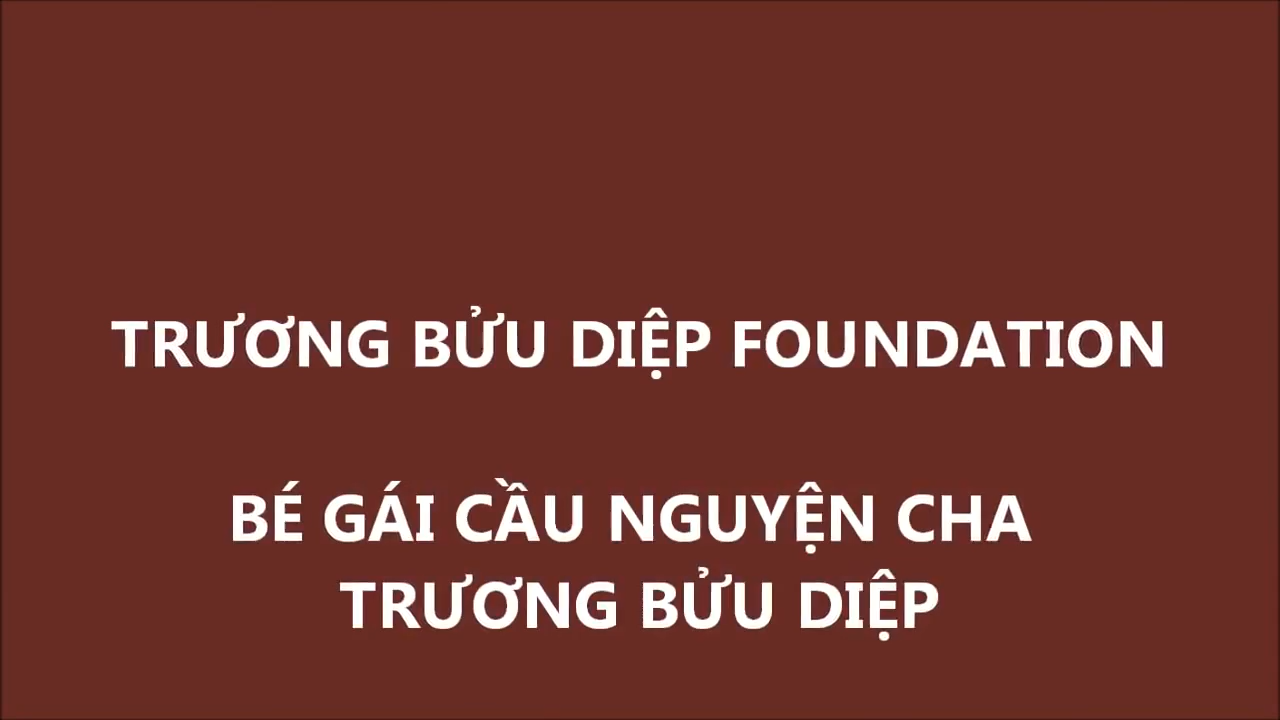 TRƯƠNG BỬU DIỆP FOUNDATION
BÉ GÁI CẦU NGUYỆN CHA
TRƯƠNG BỬU DIỆP